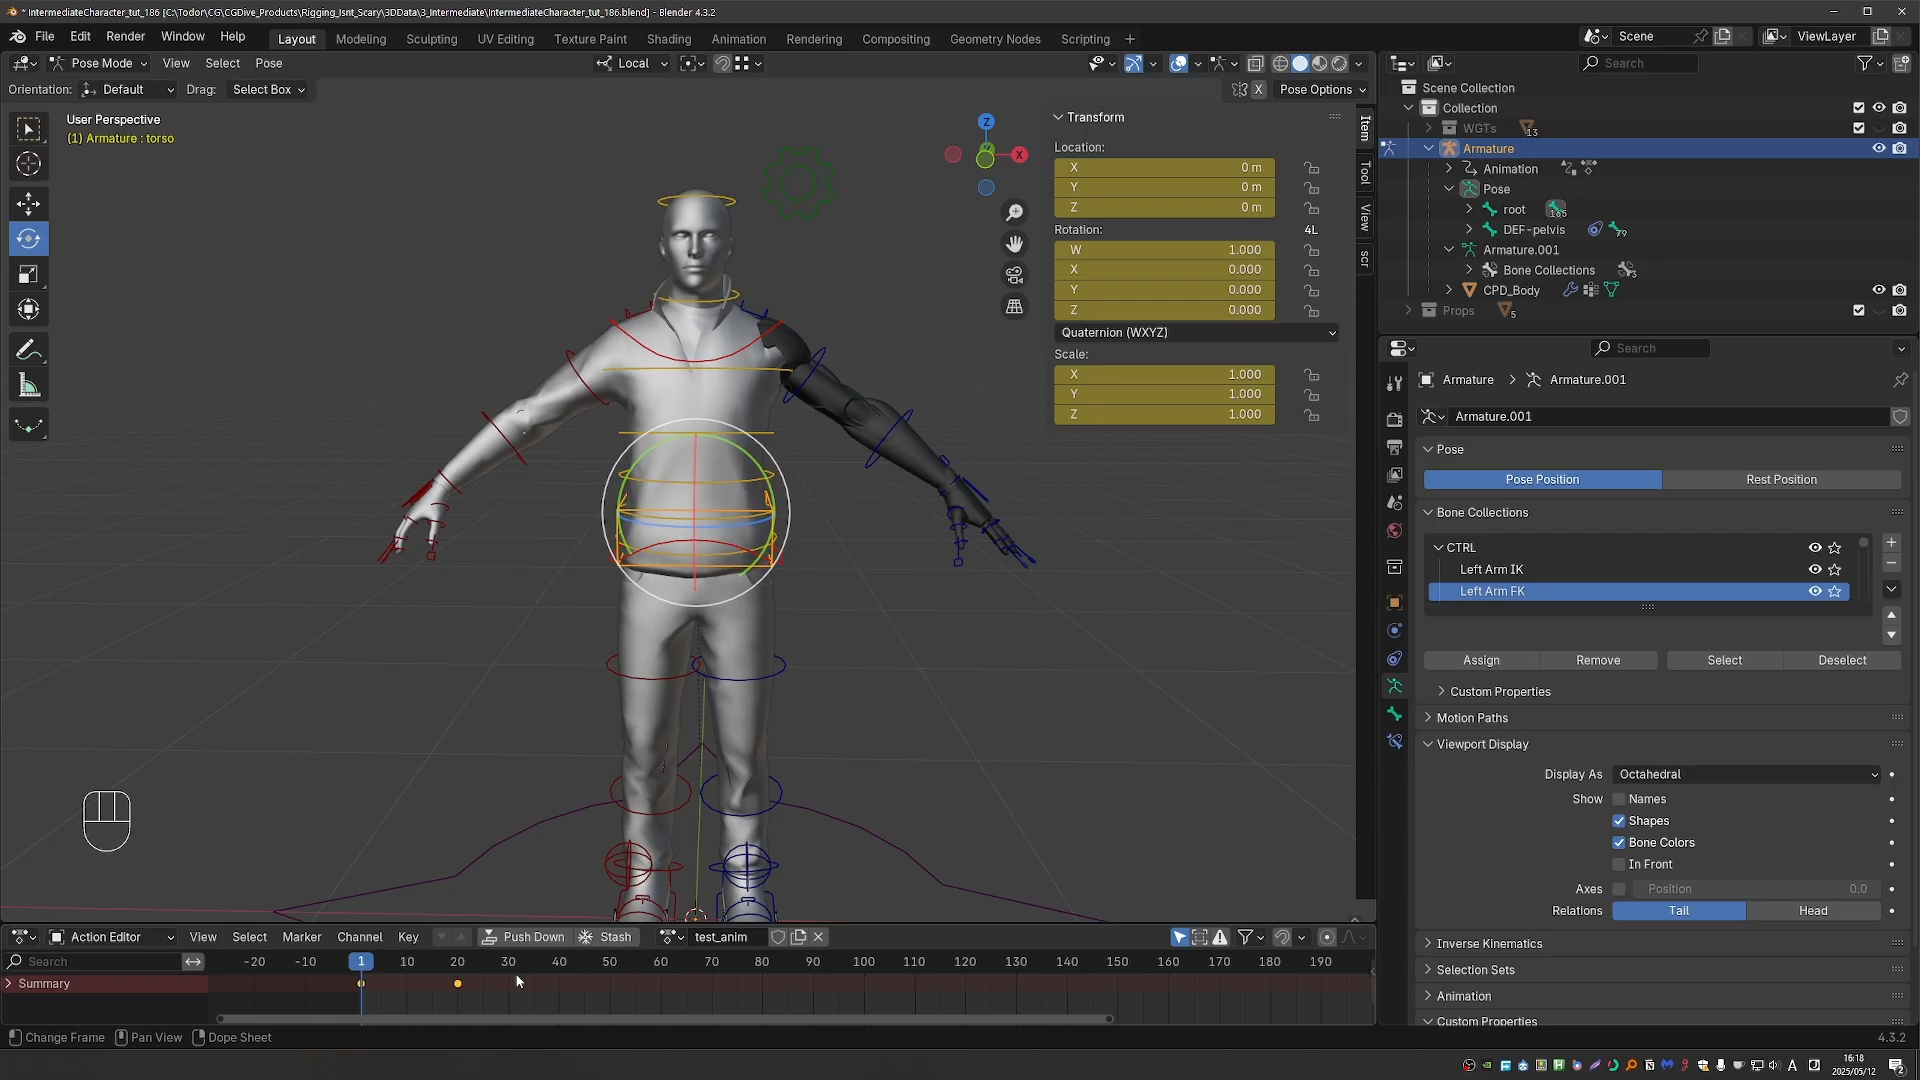 * IntermediateCharacter_tut_186 [C:\Todor\CG\CGDive_Products\Rigging_Isnt_Scary\3DData\3_Intermediate\IntermediateCharacter_tut_186.blend] - Blender 4.3.2
File Edit Render Window Help Layout Modeling Sculpting UV Editing Texture Paint Shading Animation Rendering Compositing Geometry Nodes Scripting + Scene ViewLayer
Pose Mode View Select Pose Local Search
Orientation: Default Drag: Select Box X Pose Options
User Perspective
(1) Armature : torso
Z
X
Transform
Location:
X 0 m
Y 0 m
Z 0 m
Rotation: 4L
W 1.000
X 0.000
Y 0.000
Z 0.000
Quaternion (WXYZ)
Scale:
X 1.000
Y 1.000
Z 1.000
Item
Tool
View
scr
Scene Collection
Collection
WGTs 13
Armature
Animation
Pose
root 165
DEF-pelvis 79
Armature.001
Bone Collections 3
CPD_Body
Props 5
Search
Armature > Armature.001
Armature.001
Pose
Pose Position Rest Position
Bone Collections
CTRL
Left Arm IK
Left Arm FK
Assign Remove Select Deselect
Custom Properties
Motion Paths
Viewport Display
Display As Octahedral
Show Names
Shapes
Bone Colors
In Front
Axes Position 0.0
Relations Tail Head
Inverse Kinematics
Selection Sets
Animation
Custom Properties
Action Editor View Select Marker Channel Key Push Down Stash test_anim
Search -20 -10 1 10 20 30 40 50 60 70 80 90 100 110 120 130 140 150 160 170 180 190
Summary
Change Frame Pan View Dope Sheet 4.3.2
A 16:18
2025/05/12 2